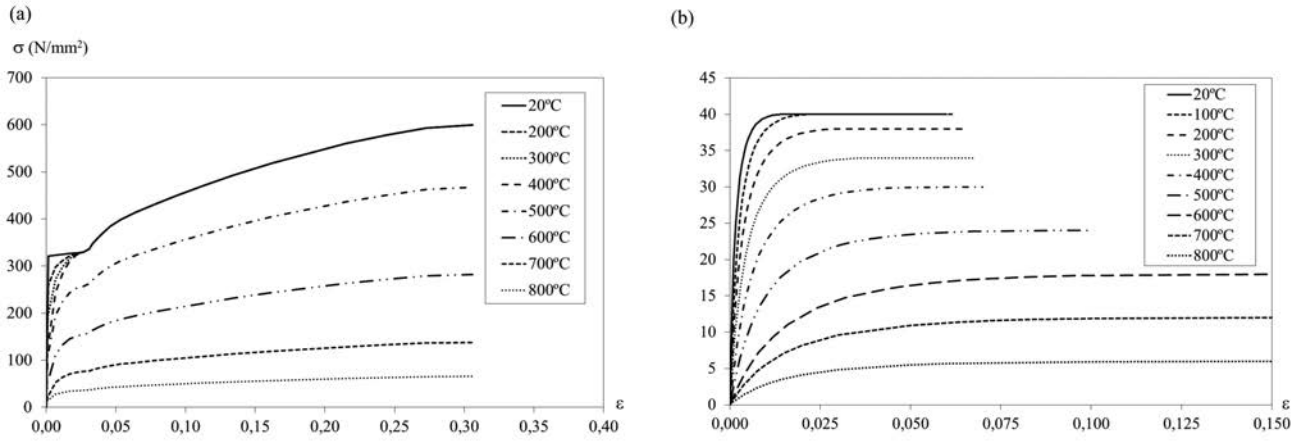 (a)
σ (N/mm²)
700
600
500
400
300
200
100
0
0,00 0,05 0,10 0,15 0,20 0,25 0,30 0,35 0,40
ε
20ºC
200ºC
300ºC
400ºC
500ºC
600ºC
700ºC
800ºC
(b)
45
40
35
30
25
20
15
10
5
0
0,000 0,025 0,050 0,075 0,100 0,125 0,150
ε
20ºC
100ºC
200ºC
300ºC
400ºC
500ºC
600ºC
700ºC
800ºC